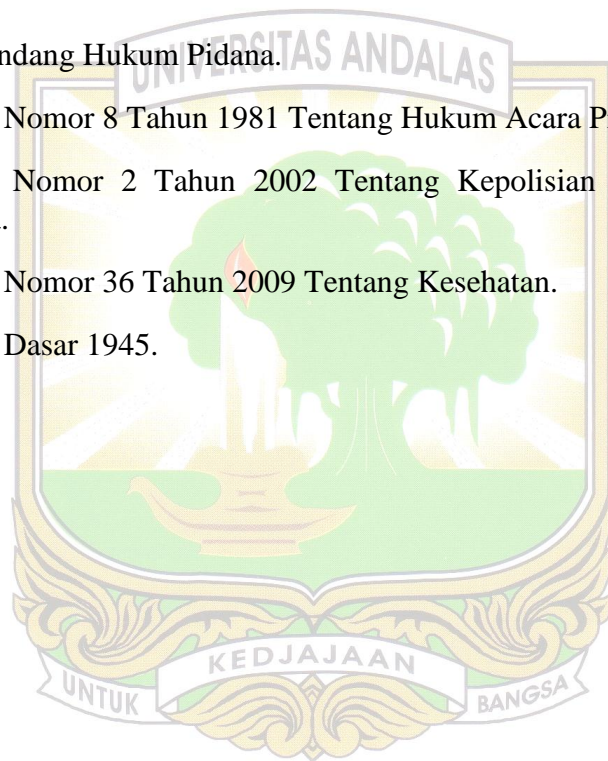 ndang Hukum Pidana.
UNIVERSITAS ANDALAS
Nomor 8 Tahun 1981 Tentang Hukum Acara P
Nomor 2 Tahun 2002 Tentang Kepolisian
Nomor 36 Tahun 2009 Tentang Kesehatan.
Dasar 1945.
KEDJAJAAN
UNTUK
BANGSA